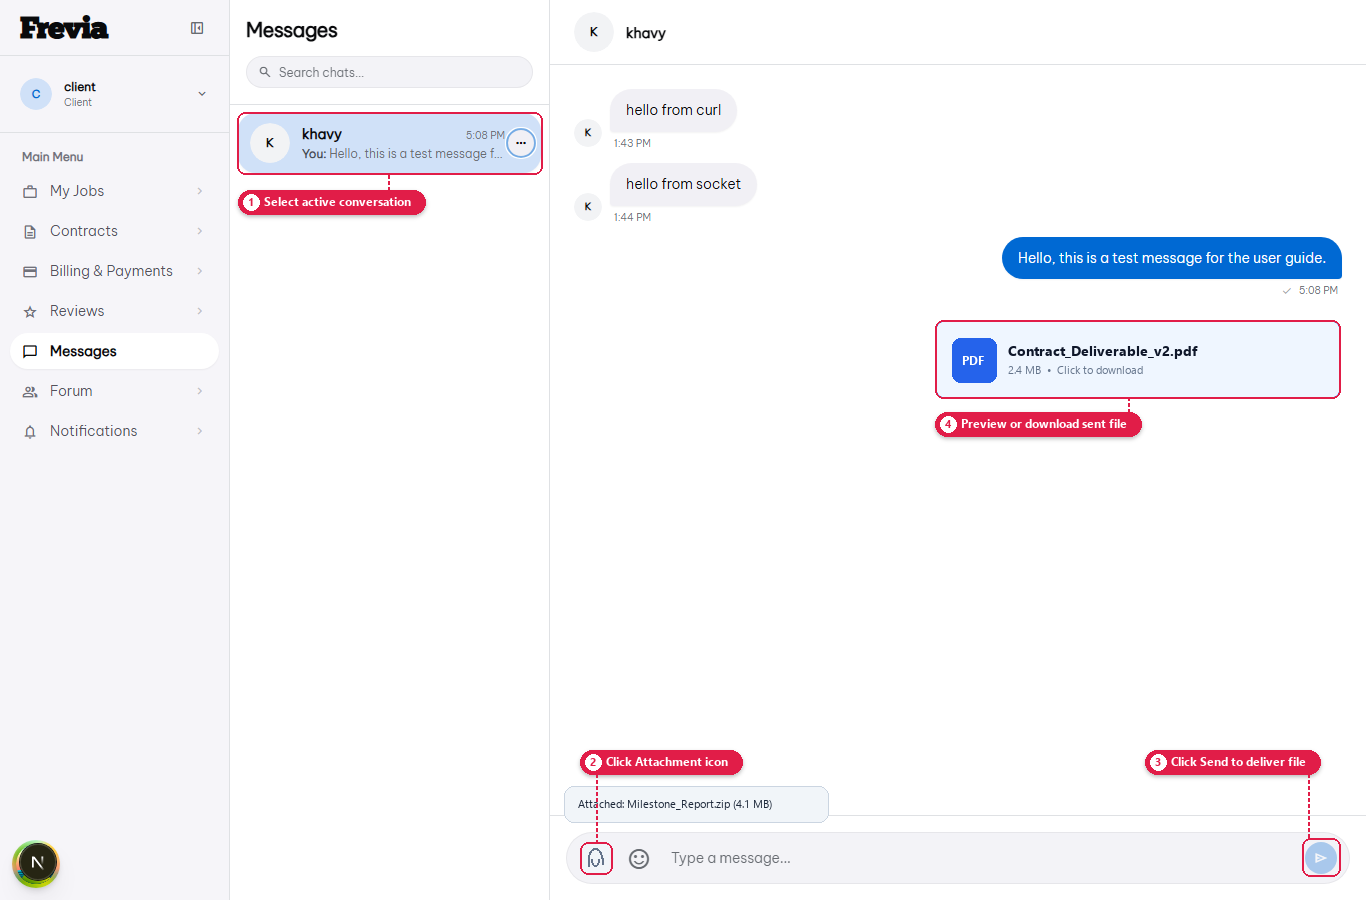 Frevia
C
client
Client
Main Menu
My Jobs
Contracts
Billing & Payments
Reviews
Messages
Forum
Notifications
N
Messages
Search chats...
K
khavy
5:08 PM
You: Hello, this is a test message f...
1 Select active conversation
K
khavy
hello from curl
K
1:43 PM
hello from socket
K
1:44 PM
Hello, this is a test message for the user guide.
5:08 PM
PDF
Contract_Deliverable_v2.pdf
2.4 MB • Click to download
4 Preview or download sent file
2 Click Attachment icon
3 Click Send to deliver file
Attached: Milestone_Report.zip (4.1 MB)
Type a message...